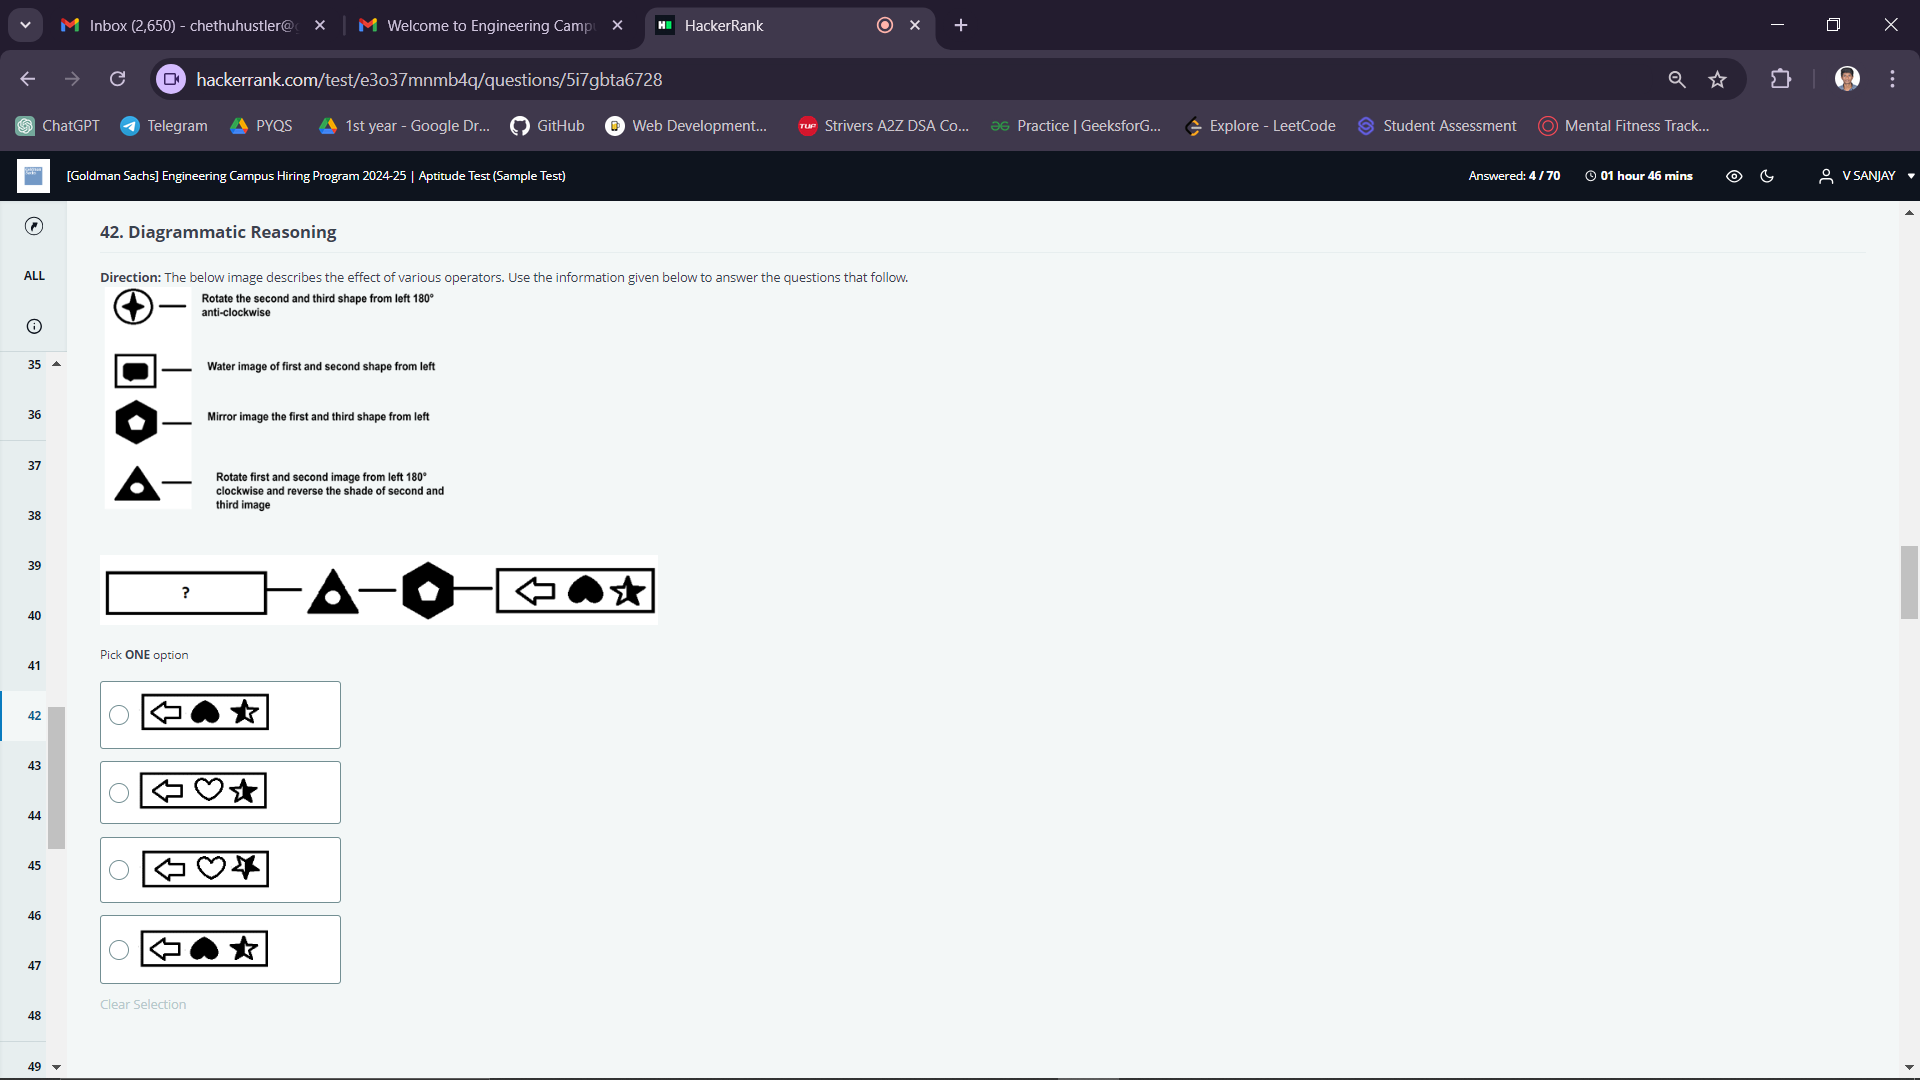 Inbox (2,650) - chethuhustler@
Welcome to Engineering Camp
HackerRank
hackerrank.com/test/e3o37mnmb4q/questions/5i7gbta6728
ChatGPT
Telegram
PYQS
1st year - Google Dr...
GitHub
Web Development...
TUF
Strivers A2Z DSA Co...
Practice | GeeksforG...
Explore - LeetCode
Student Assessment
Mental Fitness Track...
[Goldman Sachs] Engineering Campus Hiring Program 2024-25 | Aptitude Test (Sample Test)
Answered: 4 / 70
01 hour 46 mins
V SANJAY
ALL
35
36
37
38
39
40
41
42
43
44
45
46
47
48
49
42. Diagrammatic Reasoning
Direction: The below image describes the effect of various operators. Use the information given below to answer the questions that follow.
Rotate the second and third shape from left 180°
anti-clockwise
Water image of first and second shape from left
Mirror image the first and third shape from left
Rotate first and second image from left 180°
clockwise and reverse the shade of second and
third image
?
Pick ONE option
Clear Selection